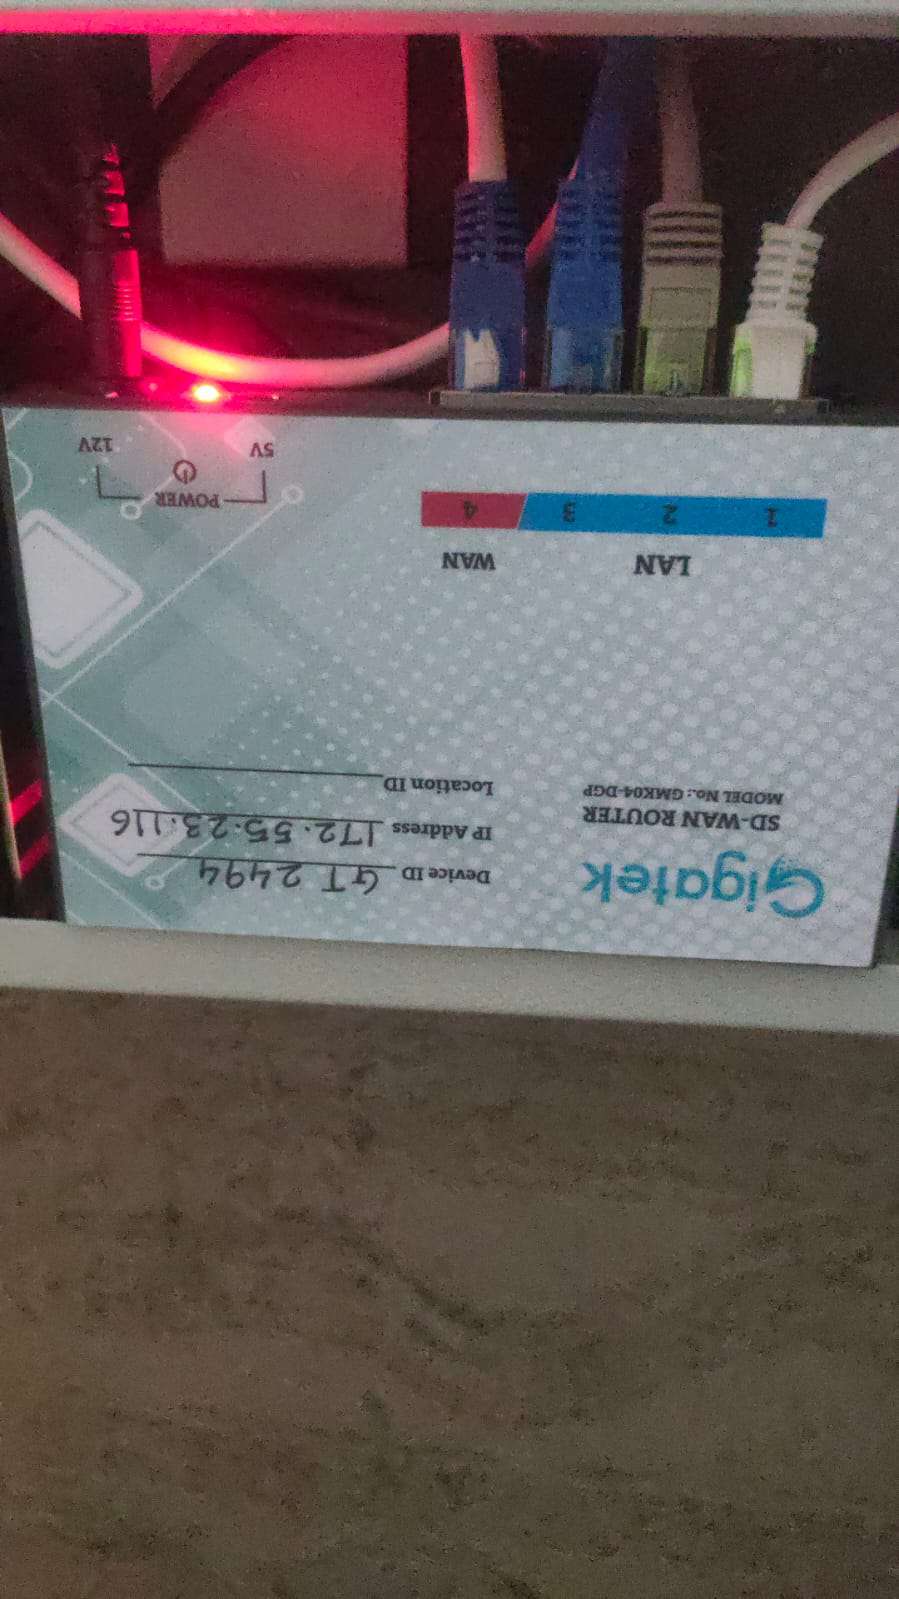 Gigatek
SD-WAN ROUTER
MODEL No.: GMK04-DGP
Device ID GT 2494
IP Address 172.55.23.116
Location ID
LAN
WAN
1 2 3 4
POWER
5V
12V